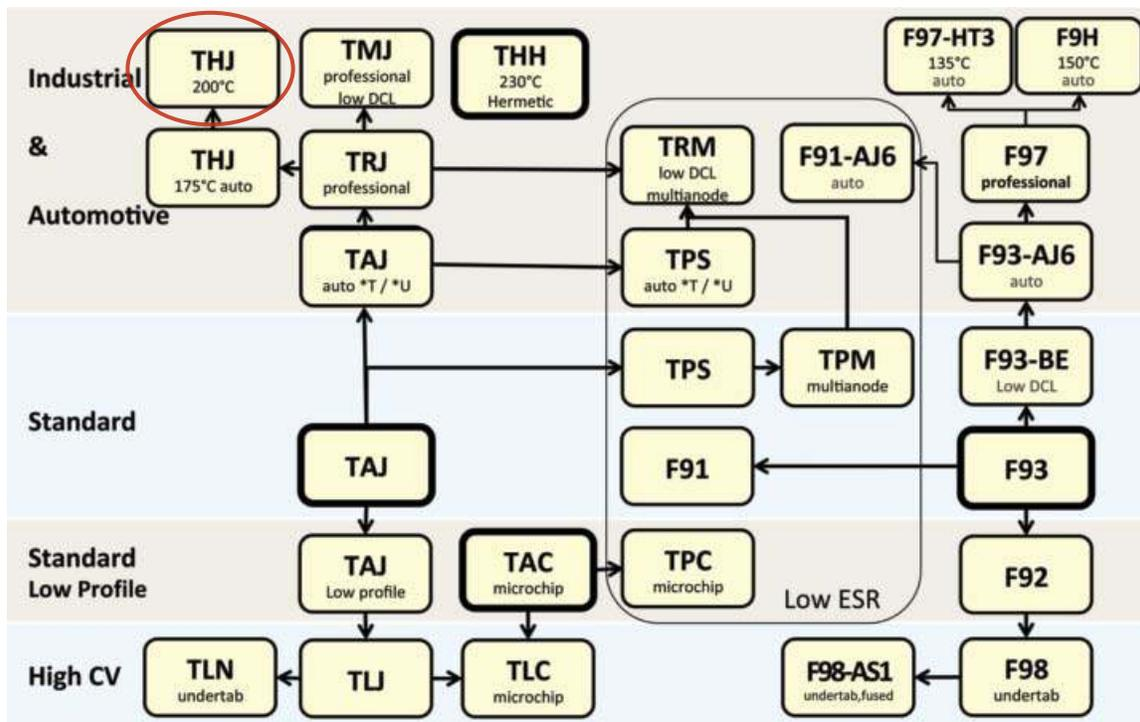 Industrial
&
Automotive
THJ
200°C
TMJ
professional
low DCL
THH
230°C
Hermetic
F97-HT3
135°C
auto
F9H
150°C
auto
THJ
175°C auto
TRJ
professional
TRM
low DCL
multianode
F91-AJ6
auto
F97
professional
TAJ
auto *T / *U
TPS
auto *T / *U
F93-AJ6
auto
Standard
TPS
TPM
multianode
F93-BE
Low DCL
TAJ
F91
F93
Standard
Low Profile
TAJ
Low profile
TAC
microchip
TPC
microchip
Low ESR
F92
High CV
TLN
undertab
TLJ
TLC
microchip
F98-AS1
undertab,fused
F98
undertab